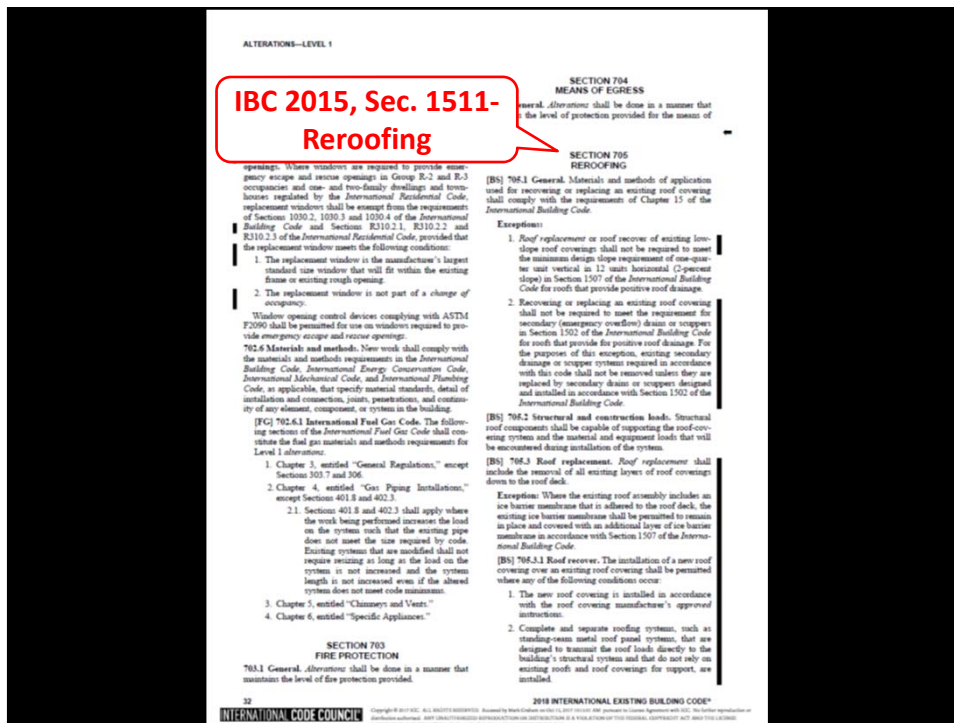 ALTERATIONS—LEVEL 1
IBC 2015, Sec. 1511-
Reroofing
openings. Where windows are required to provide emer-
gency escape and rescue openings in Group R-2 and R-3
occupancies and one- and two-family dwellings and town-
houses regulated by the International Residential Code,
replacement windows shall be exempt from the requirements
of Sections 1030.2, 1030.3 and 1030.4 of the International
Building Code and Sections R310.2.1, R310.2.2 and
R310.2.3 of the International Residential Code, provided that
the replacement window meets the following conditions:
1. The replacement window is the manufacturer's largest
standard size window that will fit within the existing
frame or existing rough opening.
2. The replacement window is not part of a change of
occupancy.
Window opening control devices complying with ASTM
F2090 shall be permitted for use on windows required to pro-
vide emergency escape and rescue openings.
702.6 Materials and methods. New work shall comply with
the materials and methods requirements in the International
Building Code, International Energy Conservation Code,
International Mechanical Code, and International Plumbing
Code, as applicable, that specify material standards, detail of
installation and connection, joints, penetrations, and continu-
ity of any element, component, or system in the building.
[FG] 702.6.1 International Fuel Gas Code. The follow-
ing sections of the International Fuel Gas Code shall con-
stitute the fuel gas materials and methods requirements for
Level 1 alterations.
1. Chapter 3, entitled "General Regulations," except
Sections 303.7 and 306.
2. Chapter 4, entitled "Gas Piping Installations,"
except Sections 401.8 and 402.3.
2.1. Sections 401.8 and 402.3 shall apply where
the work being performed increases the load
on the system such that the existing pipe
does not meet the size required by code.
Existing systems that are modified shall not
require resizing as long as the load on the
system is not increased and the system
length is not increased even if the altered
system does not meet code minimums.
3. Chapter 5, entitled "Chimneys and Vents."
4. Chapter 6, entitled "Specific Appliances."
SECTION 703
FIRE PROTECTION
703.1 General. Alterations shall be done in a manner that
maintains the level of fire protection provided.
SECTION 704
MEANS OF EGRESS
eneral. Alterations shall be done in a manner that
s the level of protection provided for the means of
SECTION 705
REROOFING
[BS] 705.1 General. Materials and methods of application
used for recovering or replacing an existing roof covering
shall comply with the requirements of Chapter 15 of the
International Building Code.
Exceptions:
1. Roof replacement or roof recover of existing low-
slope roof coverings shall not be required to meet
the minimum design slope requirement of one-quar-
ter unit vertical in 12 units horizontal (2-percent
slope) in Section 1507 of the International Building
Code for roofs that provide positive roof drainage.
2. Recovering or replacing an existing roof covering
shall not be required to meet the requirement for
secondary (emergency overflow) drains or scuppers
in Section 1502 of the International Building Code
for roofs that provide for positive roof drainage. For
the purposes of this exception, existing secondary
drainage or scupper systems required in accordance
with this code shall not be removed unless they are
replaced by secondary drains or scuppers designed
and installed in accordance with Section 1502 of the
International Building Code.
[BS] 705.2 Structural and construction loads. Structural
roof components shall be capable of supporting the roof-cov-
ering system and the material and equipment loads that will
be encountered during installation of the system.
[BS] 705.3 Roof replacement. Roof replacement shall
include the removal of all existing layers of roof coverings
down to the roof deck.
Exception: Where the existing roof assembly includes an
ice barrier membrane that is adhered to the roof deck, the
existing ice barrier membrane shall be permitted to remain
in place and covered with an additional layer of ice barrier
membrane in accordance with Section 1507 of the Interna-
tional Building Code.
[BS] 705.3.1 Roof recover. The installation of a new roof
covering over an existing roof covering shall be permitted
where any of the following conditions occur:
1. The new roof covering is installed in accordance
with the roof covering manufacturer's approved
instructions.
2. Complete and separate roofing systems, such as
standing-seam metal roof panel systems, that are
designed to transmit the roof loads directly to the
building's structural system and that do not rely on
existing roofs and roof coverings for support, are
installed.
32
2018 INTERNATIONAL EXISTING BUILDING CODE®
INTERNATIONAL CODE COUNCIL